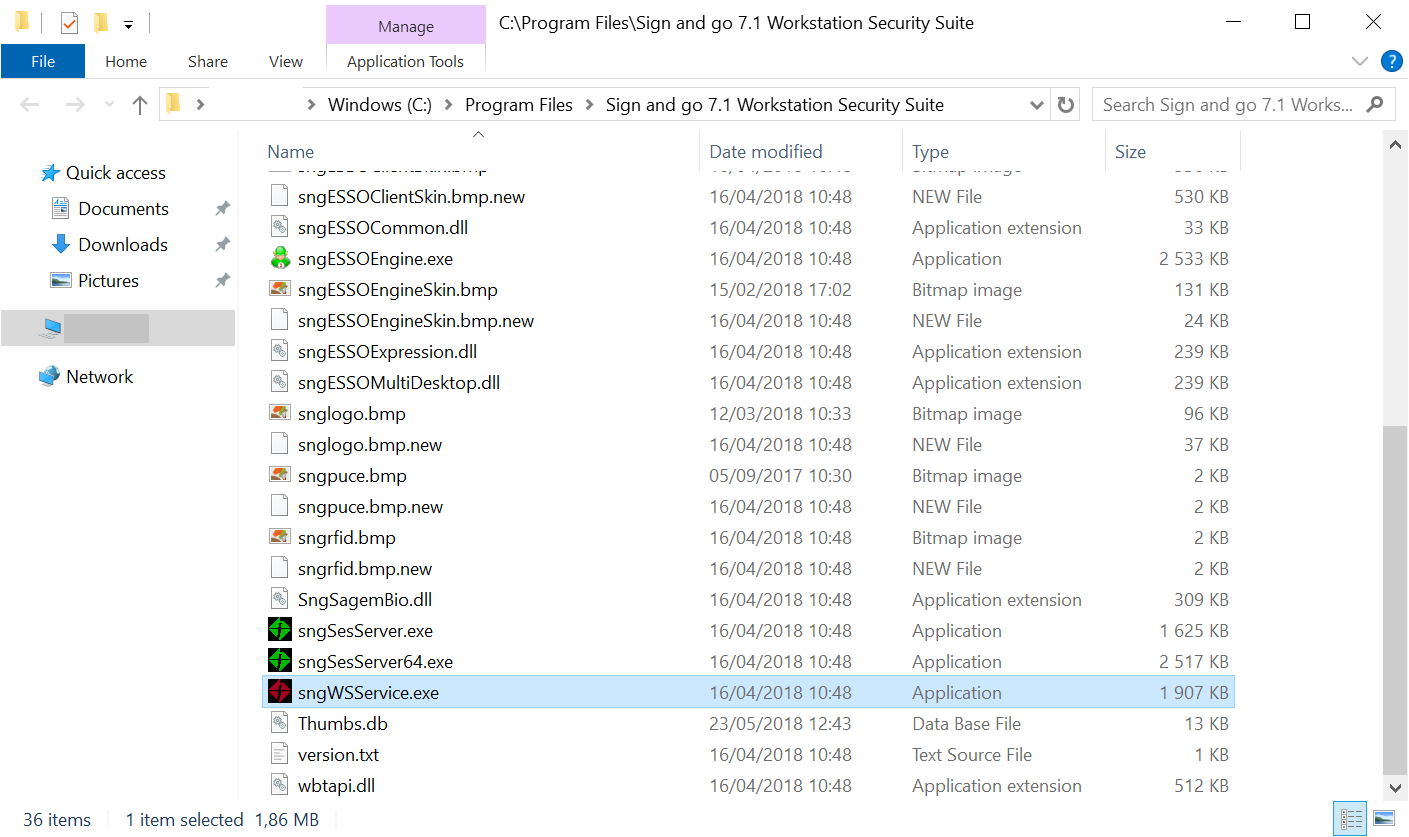 Manage
C:\Program Files\Sign and go 7.1 Workstation Security Suite
File Home Share View Application Tools
Windows (C:) Program Files Sign and go 7.1 Workstation Security Suite
Search Sign and go 7.1 Works...
Quick access
Documents
Downloads
Pictures
Network
Name Date modified Type Size
sngESSOClientSkin.bmp 16/04/2018 10:48 Bitmap image 530 KB
sngESSOClientSkin.bmp.new 16/04/2018 10:48 NEW File 530 KB
sngESSOCommon.dll 16/04/2018 10:48 Application extension 33 KB
sngESSOEngine.exe 16/04/2018 10:48 Application 2 533 KB
sngESSOEngineSkin.bmp 15/02/2018 17:02 Bitmap image 131 KB
sngESSOEngineSkin.bmp.new 16/04/2018 10:48 NEW File 24 KB
sngESSOExpression.dll 16/04/2018 10:48 Application extension 239 KB
sngESSOMultiDesktop.dll 16/04/2018 10:48 Application extension 239 KB
snglogo.bmp 12/03/2018 10:33 Bitmap image 96 KB
snglogo.bmp.new 16/04/2018 10:48 NEW File 37 KB
sngpuce.bmp 05/09/2017 10:30 Bitmap image 2 KB
sngpuce.bmp.new 16/04/2018 10:48 NEW File 2 KB
sngrfid.bmp 16/04/2018 10:48 Bitmap image 2 KB
sngrfid.bmp.new 16/04/2018 10:48 NEW File 2 KB
SngSagemBio.dll 16/04/2018 10:48 Application extension 309 KB
sngSesServer.exe 16/04/2018 10:48 Application 1 625 KB
sngSesServer64.exe 16/04/2018 10:48 Application 2 517 KB
sngWSService.exe 16/04/2018 10:48 Application 1 907 KB
Thumbs.db 23/05/2018 12:43 Data Base File 13 KB
version.txt 16/04/2018 10:48 Text Source File 1 KB
wbtapi.dll 16/04/2018 10:48 Application extension 512 KB
36 items 1 item selected 1,86 MB